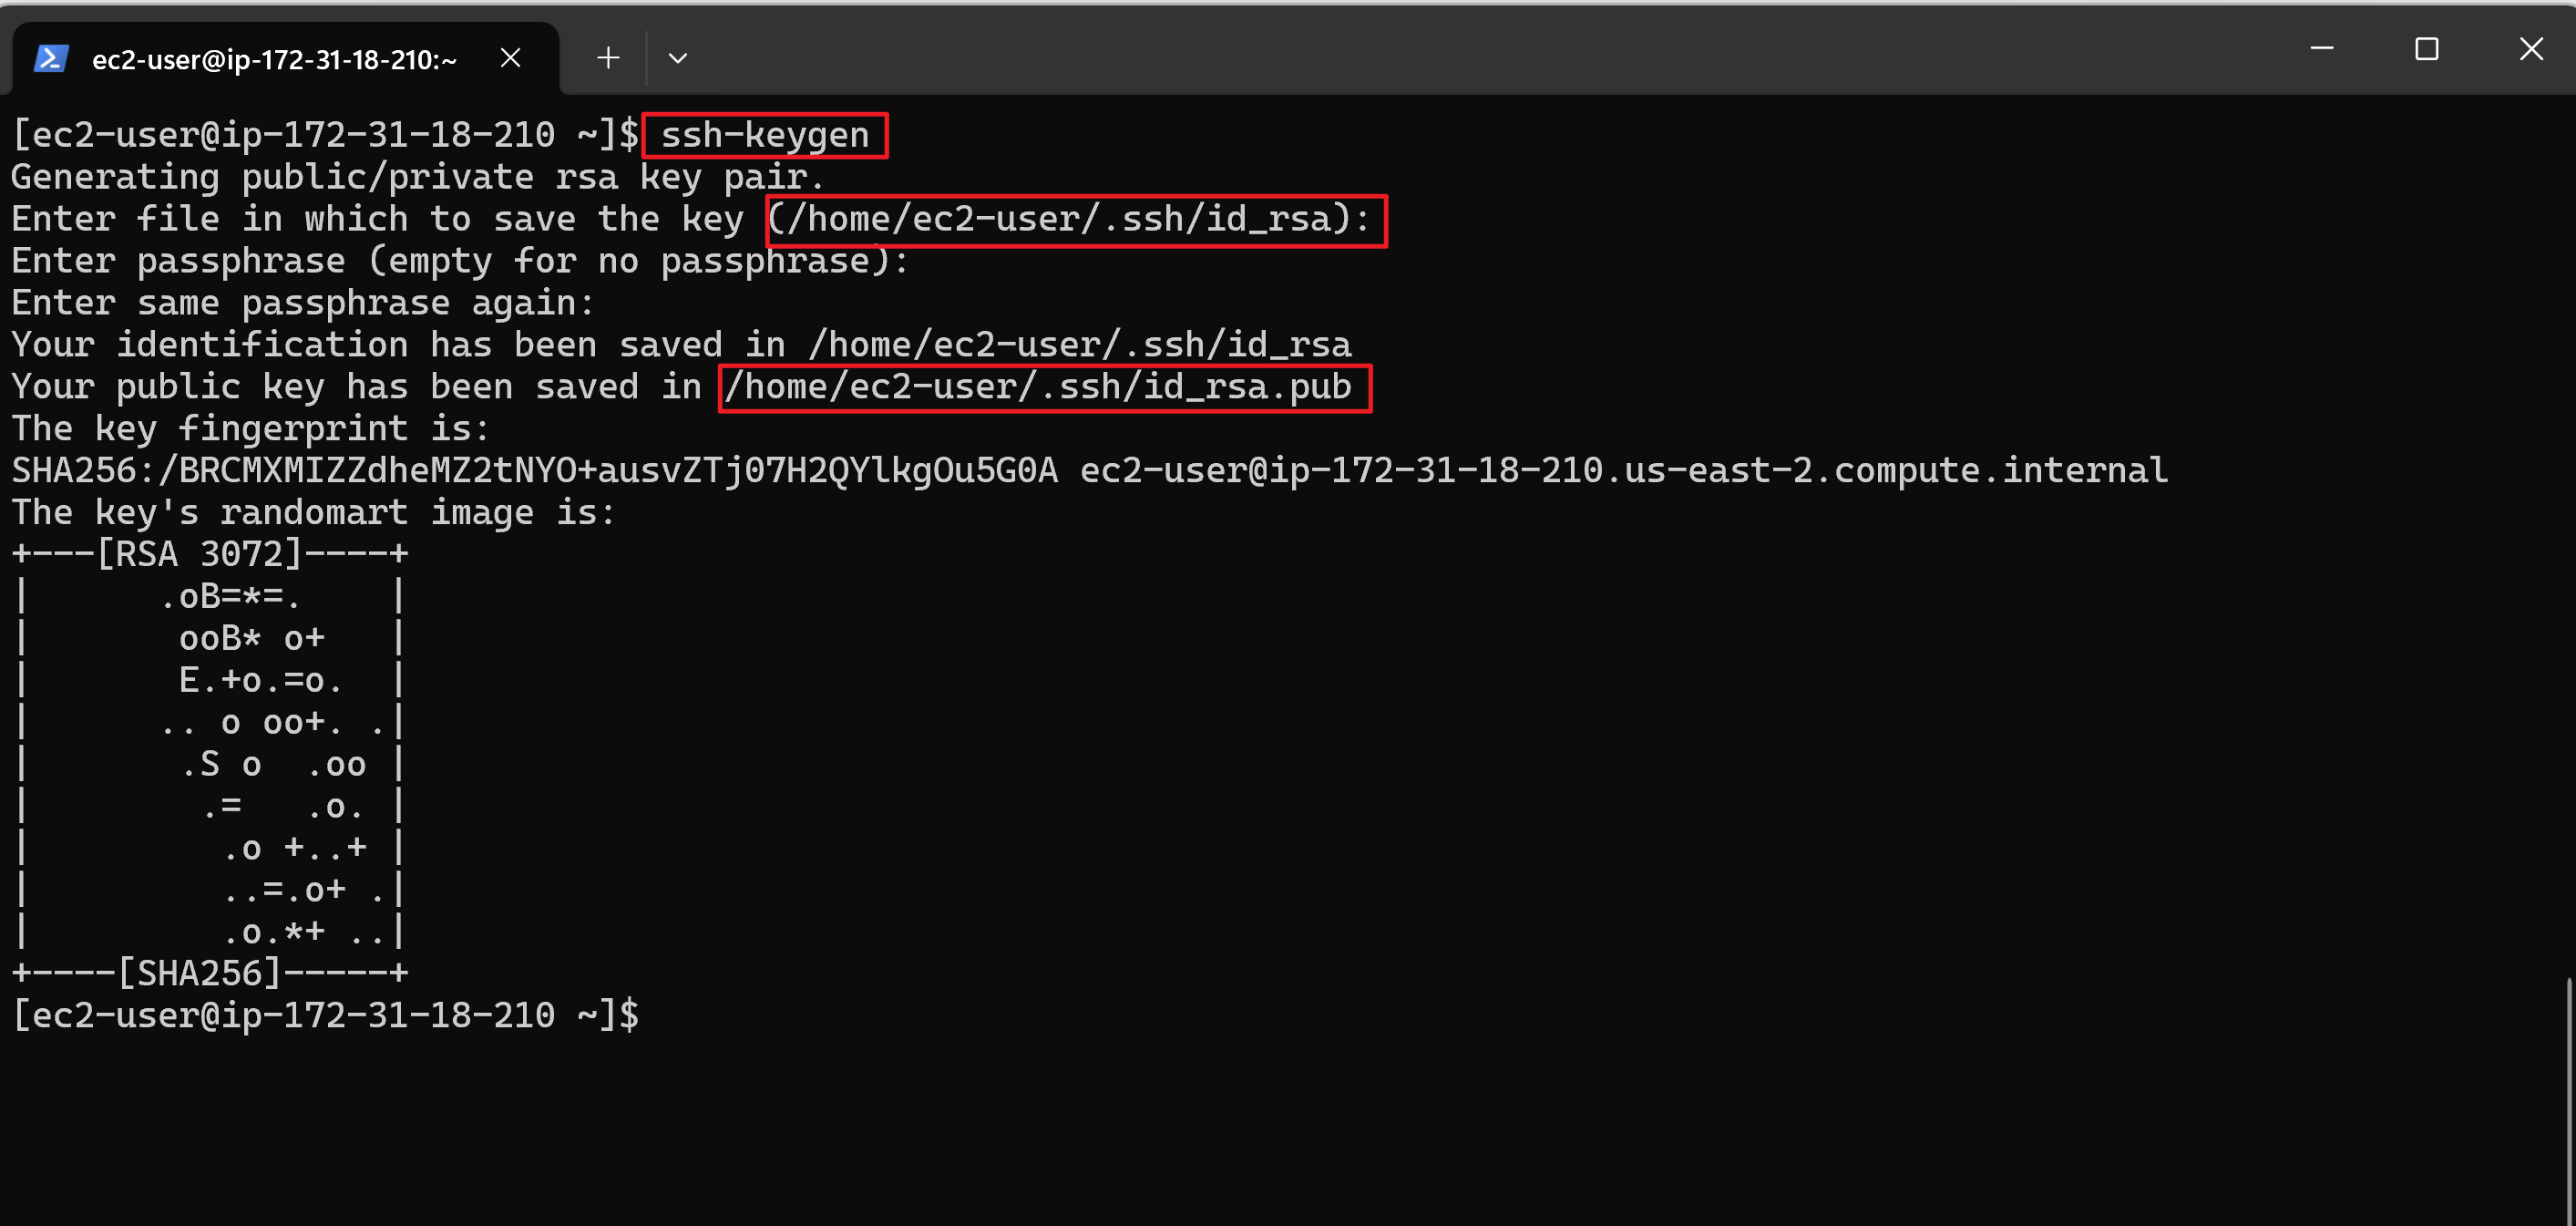 ec2-user@ip-172-31-18-210:~
[ec2-user@ip-172-31-18-210 ~]$ ssh-keygen
Generating public/private rsa key pair.
Enter file in which to save the key (/home/ec2-user/.ssh/id_rsa):
Enter passphrase (empty for no passphrase):
Enter same passphrase again:
Your identification has been saved in /home/ec2-user/.ssh/id_rsa
Your public key has been saved in /home/ec2-user/.ssh/id_rsa.pub
The key fingerprint is:
SHA256:/BRCMXMIZZdheMZ2tNYO+ausvZTj07H2QYlkgOu5G0A ec2-user@ip-172-31-18-210.us-east-2.compute.internal
The key's randomart image is:
+---[RSA 3072]----+
|      .oB=*=.    |
|       ooB* o+   |
|       E.+o.=o.  |
|      .. o oo+. .|
|       .S o  .oo |
|        .=   .o. |
|         .o +..+ |
|         ..=.o+ .|
|         .o.*+ ..|
+----[SHA256]-----+
[ec2-user@ip-172-31-18-210 ~]$